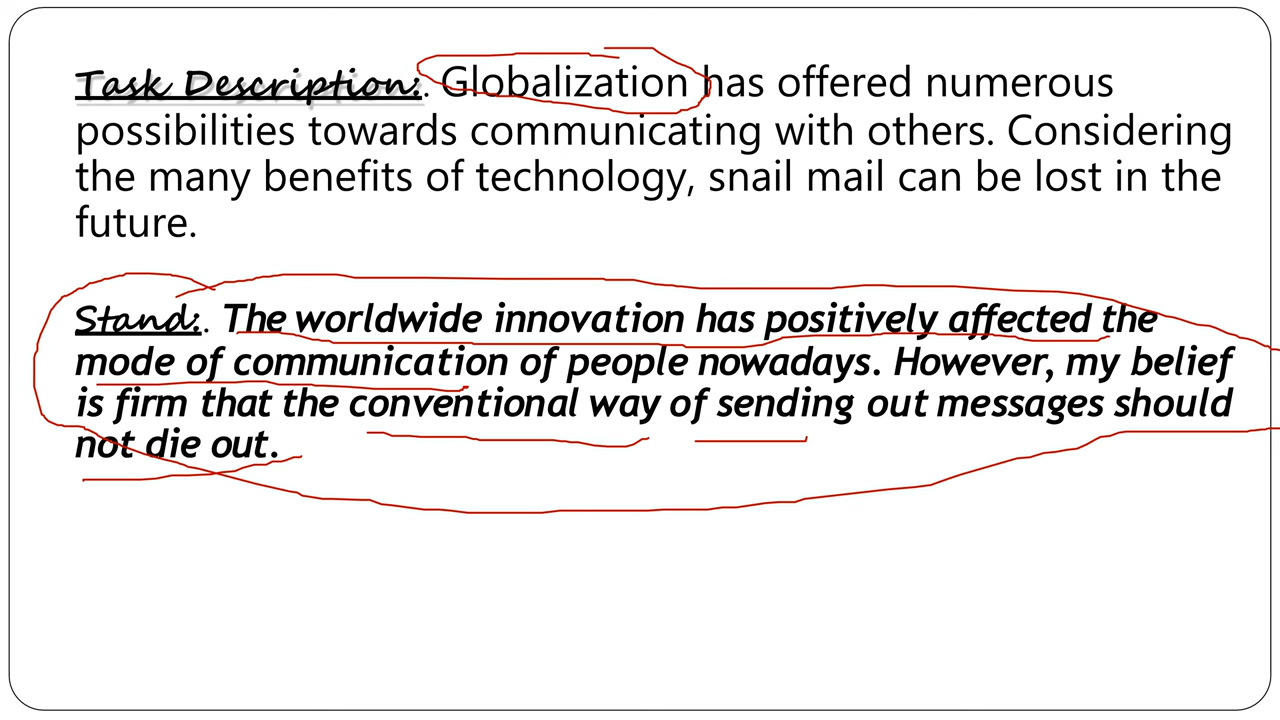 Task Description:. Globalization has offered numerous
possibilities towards communicating with others. Considering
the many benefits of technology, snail mail can be lost in the
future.
Stand:. The worldwide innovation has positively affected the
mode of communication of people nowadays. However, my belief
is firm that the conventional way of sending out messages should
not die out.